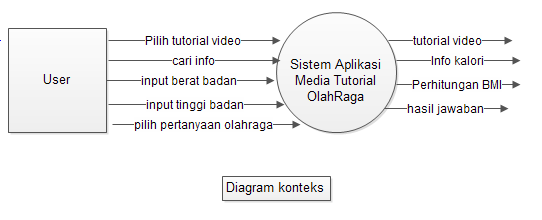 User
Pilih tutorial video
cari info
input berat badan
input tinggi badan
pilih pertanyaan olahraga
Sistem Aplikasi
Media Tutorial
OlahRaga
tutorial video
Info kalori
Perhitungan BMI
hasil jawaban
Diagram konteks